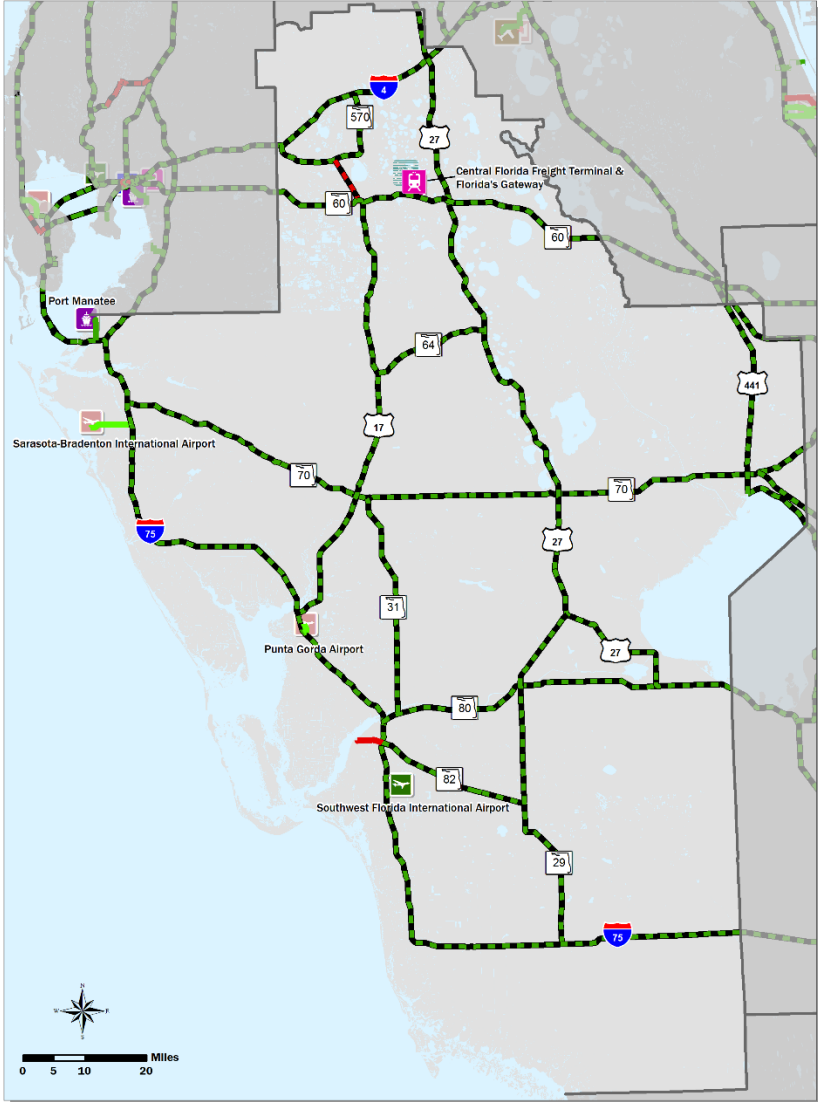 4
570
27
Central Florida Freight Terminal &
Florida's Gateway
60
60
Port Manatee
64
441
17
Sarasota-Bradenton International Airport
70
70
75
27
31
Punta Gorda Airport
27
80
82
Southwest Florida International Airport
29
75
N
W
E
S
Miles
0 5 10 20